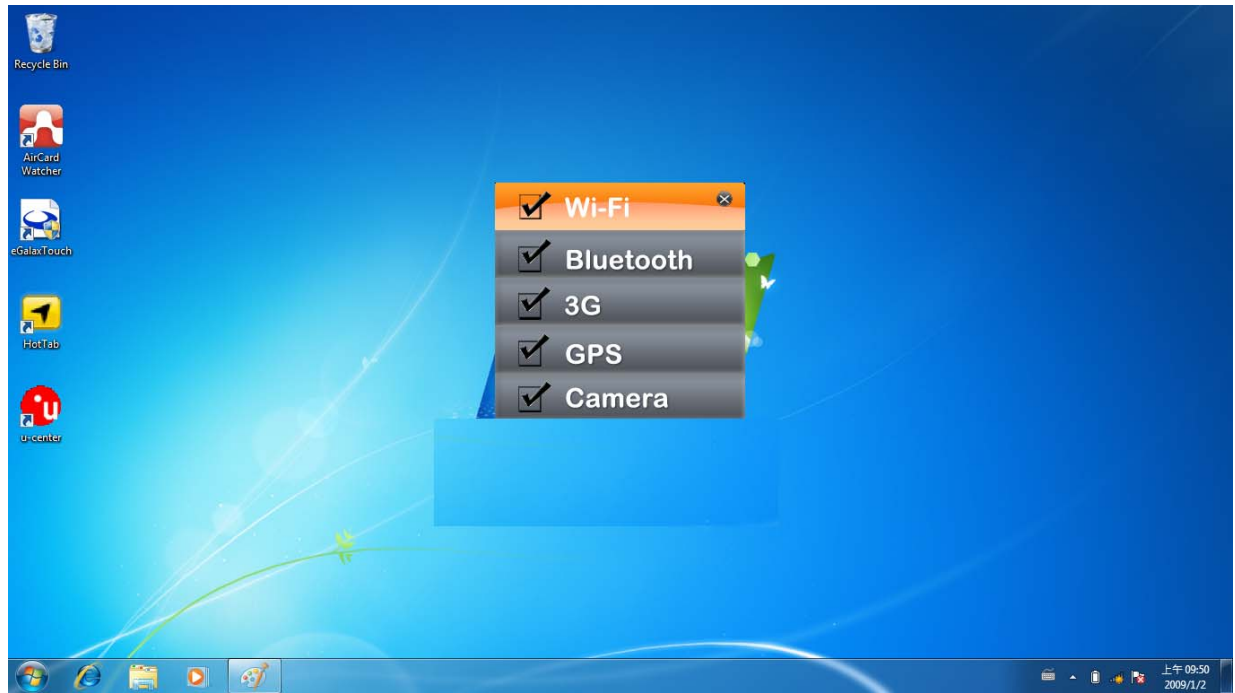 Recycle Bin
AirCard
Watcher
eGalaxTouch
HotTab
u
u-center
Wi-Fi
Bluetooth
3G
GPS
Camera
上午 09:50
2009/1/2